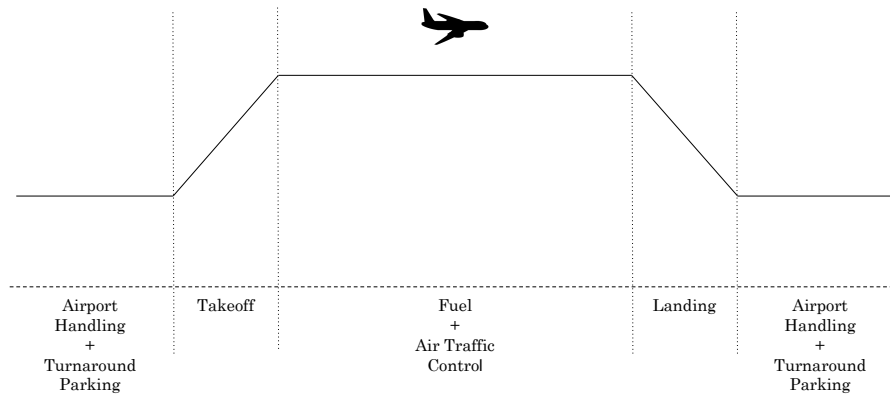 Airport
Handling
+
Turnaround
Parking
Takeoff
Fuel
+
Air Traffic
Control
Landing
Airport
Handling
+
Turnaround
Parking